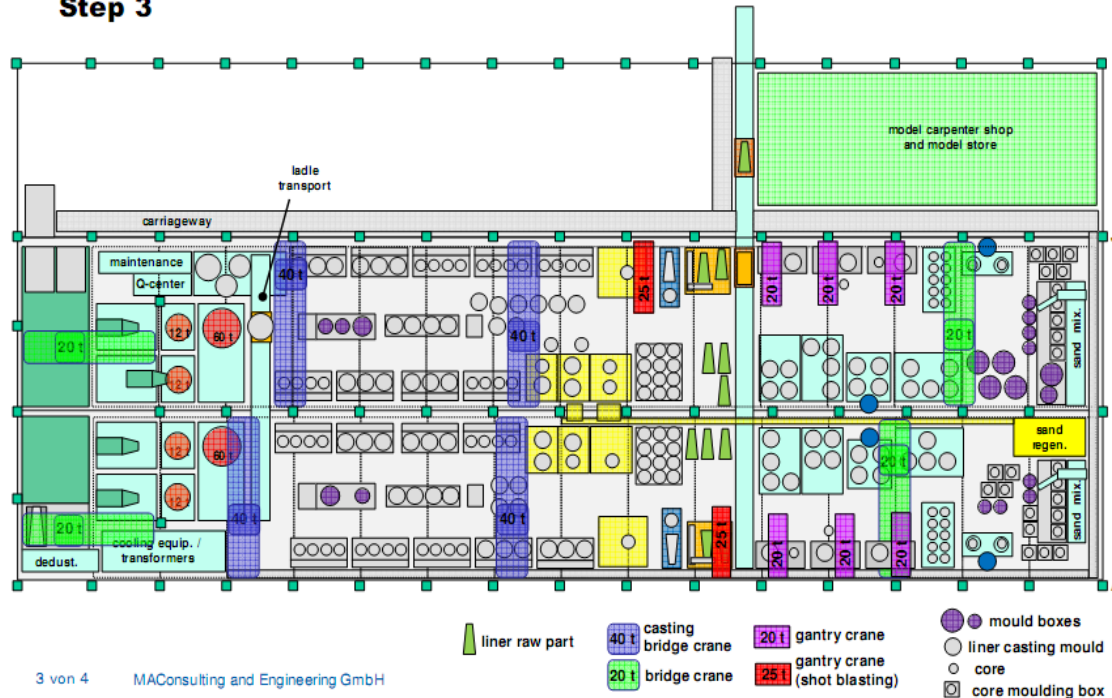 Step 3
model carpenter shop
and model store
ladle
transport
carriageway
maintenance
Q-center
40 t
40 t
25 t
20 t
20 t
20 t
20 t
20 t
12 t
60 t
12 t
sand mix.
sand
regen.
12 t
60 t
12 t
20 t
40 t
40 t
25 t
20 t
20 t
20 t
20 t
sand mix.
cooling equip. /
transformers
dedust.
liner raw part
40 t casting
bridge crane
20 t bridge crane
20 t gantry crane
25 t gantry crane
(shot blasting)
mould boxes
liner casting mould
core
core moulding box
3 von 4 MAConsulting and Engineering GmbH